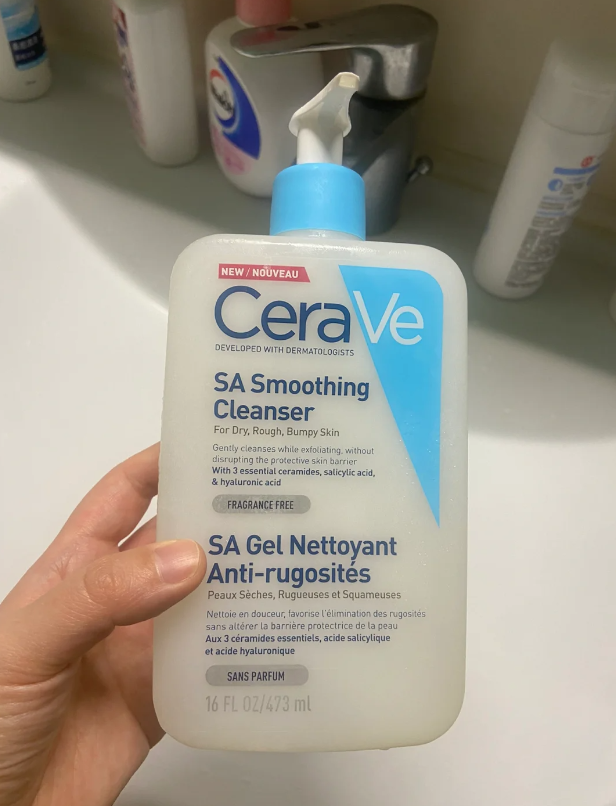 NEW / NOUVEAU
CeraVe
DEVELOPED WITH DERMATOLOGISTS
SA Smoothing
Cleanser
For Dry, Rough, Bumpy Skin
Gently cleanses while exfoliating, without
disrupting the protective skin barrier
With 3 essential ceramides, salicylic acid,
& hyaluronic acid
FRAGRANCE FREE
SA Gel Nettoyant
Anti-rugosités
Peaux Sèches, Rugueuses et Squameuses
Nettoie en douceur, favorise l'élimination des rugosités
sans altérer la barrière protectrice de la peau
Aux 3 céramides essentiels, acide salicylique
et acide hyaluronique
SANS PARFUM
16 FL OZ/473 ml